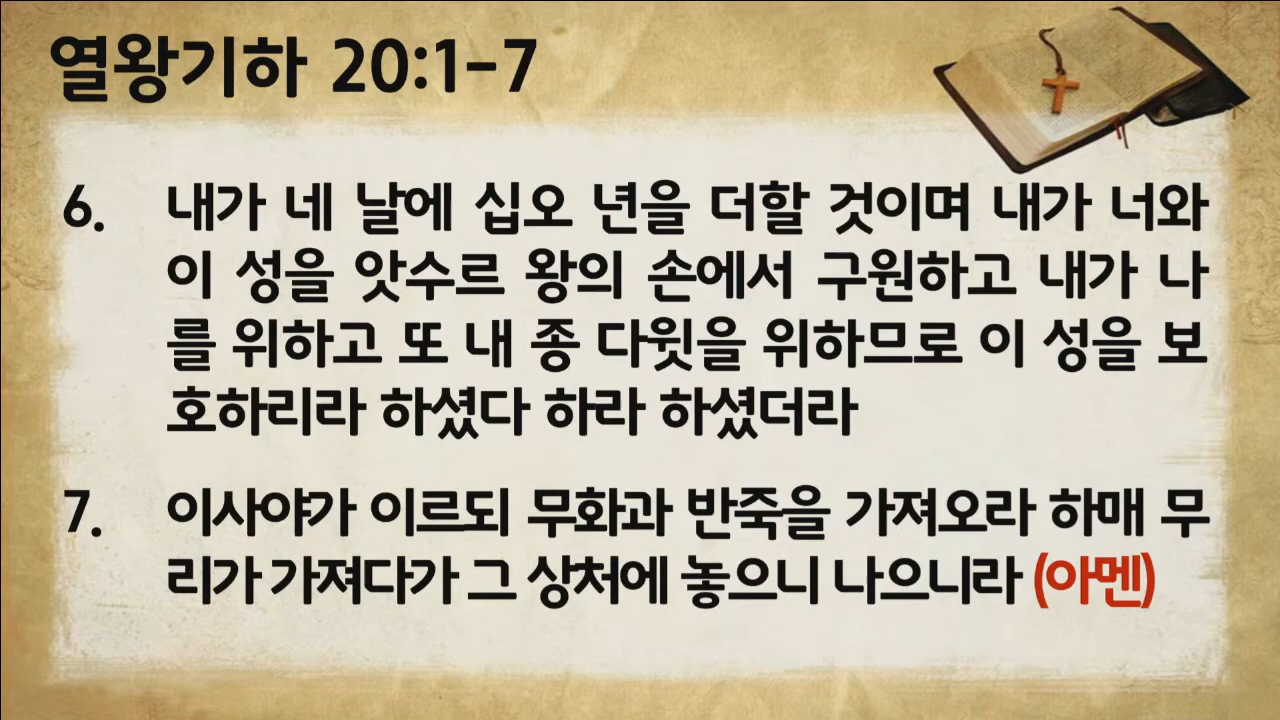 열왕기하 20:1-7
6. 내가 네 날에 십오 년을 더할 것이며 내가 너와
이 성을 앗수르 왕의 손에서 구원하고 내가 나
를 위하고 또 내 종 다윗을 위하므로 이 성을 보
호하리라 하셨다 하라 하셨더라
7. 이사야가 이르되 무화과 반죽을 가져오라 하매 무
리가 가져다가 그 상처에 놓으니 나으니라 (아멘)